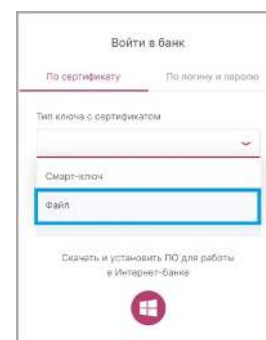 Войти в банк
По сертификату
По логину и паролю
Тип ключа с сертификатом
Смарт-ключ
Файл
Скачать и установить ПО для работы
в Интернет-банке